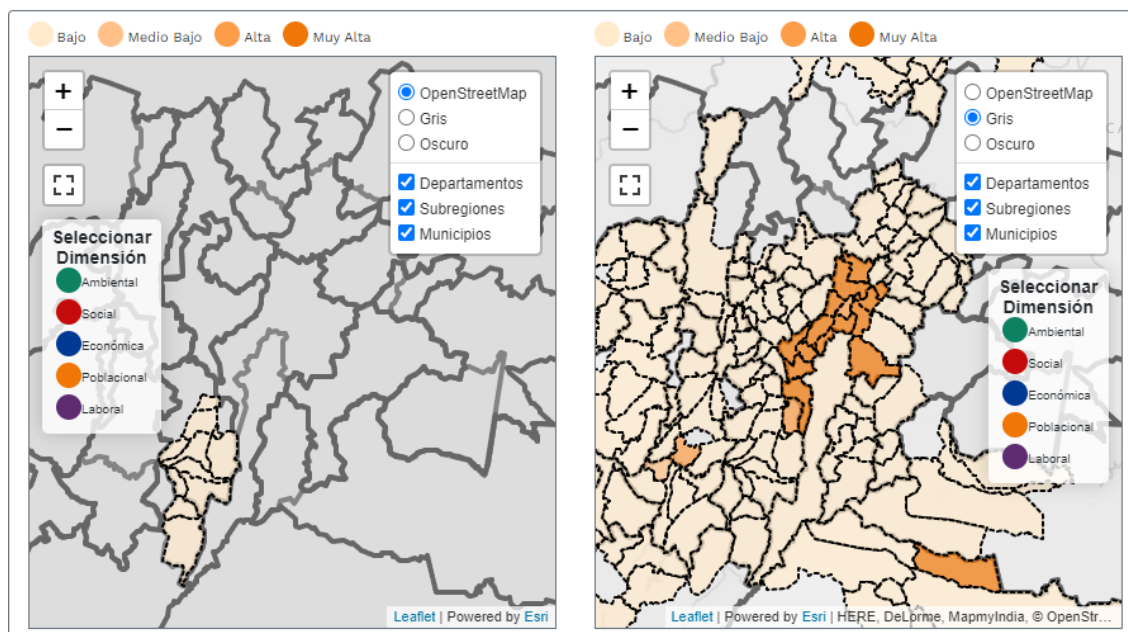 Bajo Medio Bajo Alta Muy Alta
+
−
OpenStreetMap
Gris
Oscuro
Departamentos
Subregiones
Municipios
Seleccionar
Dimensión
Ambiental
Social
Económica
Poblacional
Laboral
Leaflet | Powered by Esri
Bajo Medio Bajo Alta Muy Alta
+
−
OpenStreetMap
Gris
Oscuro
Departamentos
Subregiones
Municipios
Seleccionar
Dimensión
Ambiental
Social
Económica
Poblacional
Laboral
Leaflet | Powered by Esri | HERE, DeLorme, MapmyIndia, © OpenStr…